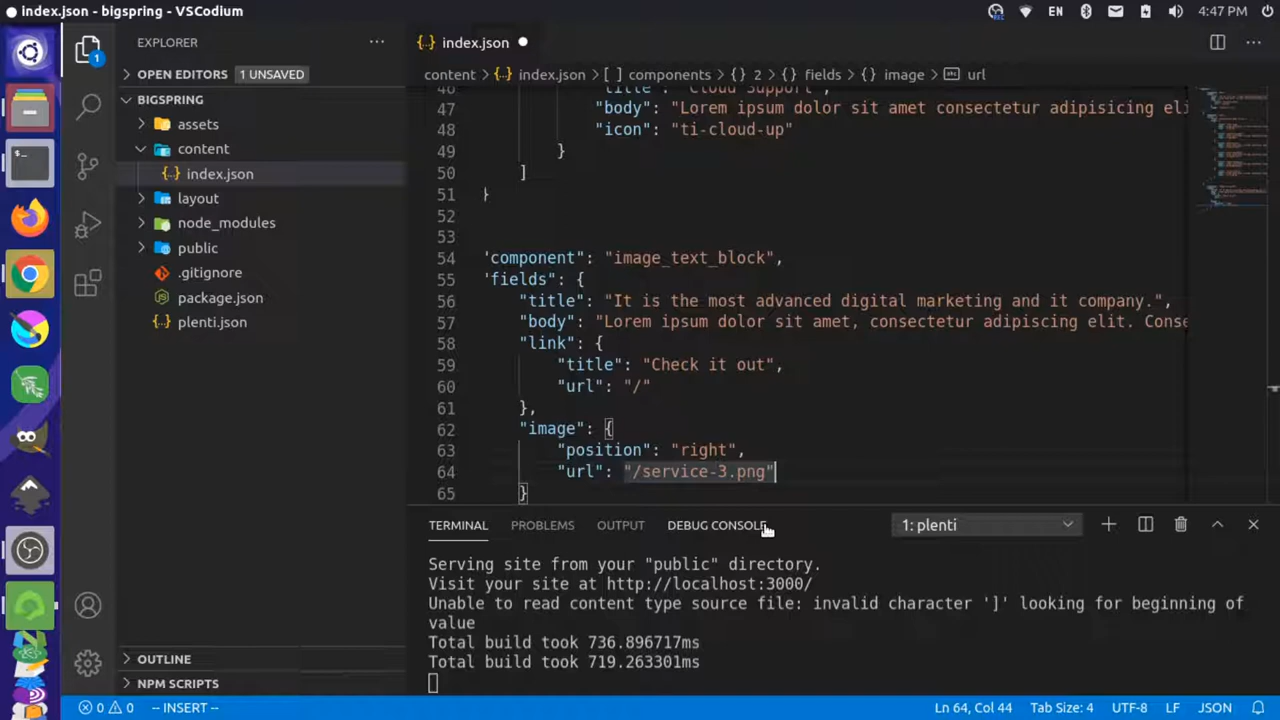 index.json - bigspring - VSCodium
EN
4:47 PM
EXPLORER
OPEN EDITORS 1 UNSAVED
BIGSPRING
assets
content
index.json
layout
node_modules
public
.gitignore
package.json
plenti.json
OUTLINE
NPM SCRIPTS
1
index.json
content > {..} index.json > [ ] components > {} 2 > {} fields > {} image > url
46 "title": "Cloud Support",
47 "body": "Lorem ipsum dolor sit amet consectetur adipisicing eli
48 "icon": "ti-cloud-up"
49 }
50 ]
51 }
52
53
54 'component": "image_text_block",
55 'fields": {
56 "title": "It is the most advanced digital marketing and it company.",
57 "body": "Lorem ipsum dolor sit amet, consectetur adipiscing elit. Conse
58 "link": {
59 "title": "Check it out",
60 "url": "/"
61 },
62 "image": {
63 "position": "right",
64 "url": "/service-3.png"
65 }
TERMINAL PROBLEMS OUTPUT DEBUG CONSOLE 1: plenti
Serving site from your "public" directory.
Visit your site at http://localhost:3000/
Unable to read content type source file: invalid character ']' looking for beginning of
value
Total build took 736.896717ms
Total build took 719.263301ms
0 0 -- INSERT -- Ln 64, Col 44 Tab Size: 4 UTF-8 LF JSON